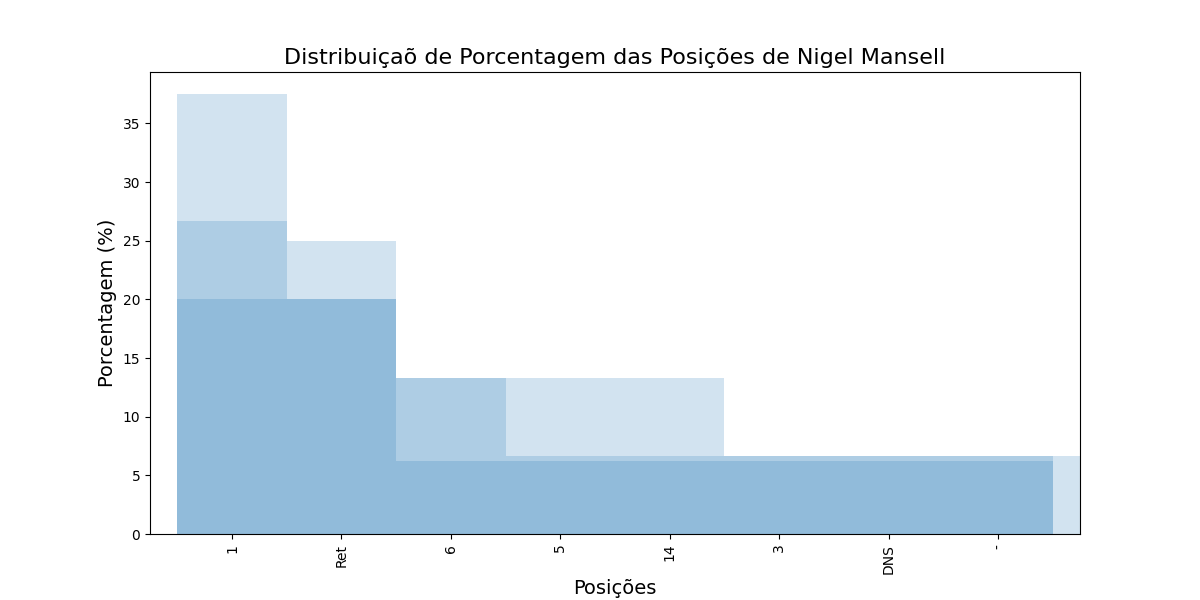 Distribuiçaõ de Porcentagem das Posições de Nigel Mansell
35
30
25
20
15
10
5
0
Porcentagem (%)
1
Ret
6
5
14
3
DNS
-
Posições